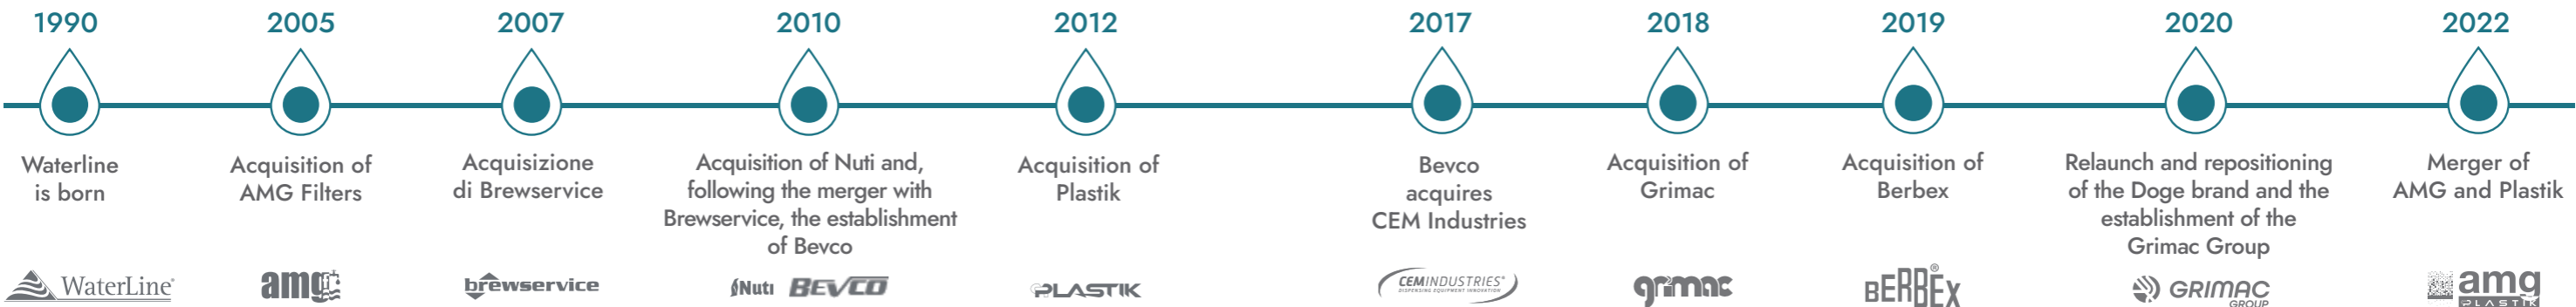 1990
Waterline
is born
WaterLine®
2005
Acquisition of
AMG Filters
amg
2007
Acquisizione
di Brewservice
brewservice
2010
Acquisition of Nuti and,
following the merger with
Brewservice, the establishment
of Bevco
Nuti BEVCO
2012
Acquisition of
Plastik
PLASTIK
2017
Bevco
acquires
CEM Industries
CEMINDUSTRIES®
DISPENSING EQUIPMENT INNOVATION
2018
Acquisition of
Grimac
grimac
2019
Acquisition of
Berbex
BERBEX®
2020
Relaunch and repositioning
of the Doge brand and the
establishment of the
Grimac Group
GRIMAC
GROUP
2022
Merger of
AMG and Plastik
amg
PLASTIK